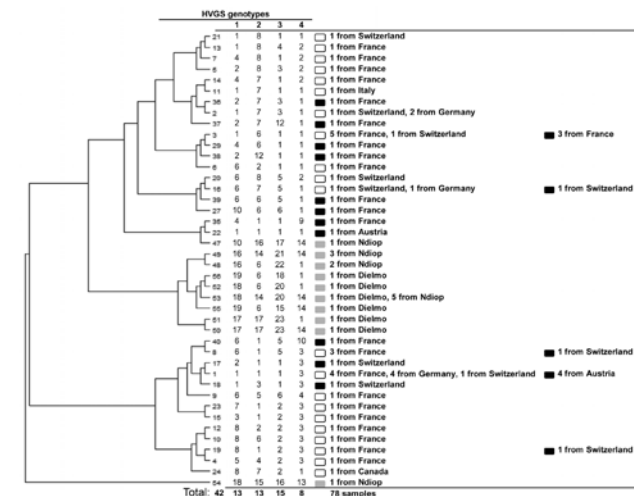 HVGS genotypes
1 2 3 4
21 1 8 1 1 1 from Switzerland
13 1 8 4 2 1 from France
7 4 8 1 2 1 from France
5 2 8 3 2 1 from France
14 4 7 1 2 1 from France
11 1 7 1 1 1 from Italy
36 2 7 3 1 1 from France
2 1 7 3 1 1 from Switzerland, 2 from Germany
37 2 7 12 1 1 from France
3 1 6 1 1 5 from France, 1 from Switzerland 3 from France
29 4 6 1 1 1 from France
38 2 12 1 1 1 from France
6 6 2 1 1 1 from France
20 6 8 5 2 1 from Switzerland
16 6 7 5 1 1 from Switzerland, 1 from Germany 1 from Switzerland
39 6 6 5 1 1 from France
27 10 6 6 1 1 from France
35 4 1 1 9 1 from France
22 1 1 1 1 1 from Austria
47 10 16 17 14 1 from Ndiop
49 16 14 21 14 3 from Ndiop
48 16 6 22 1 2 from Ndiop
56 19 6 18 1 1 from Dielmo
52 18 6 20 1 1 from Dielmo
53 18 14 20 14 1 from Dielmo, 5 from Ndiop
55 19 6 15 14 1 from Dielmo
51 17 17 23 1 1 from Dielmo
50 17 17 23 14 1 from Dielmo
40 6 1 5 10 1 from France
8 6 1 5 3 3 from France 1 from Switzerland
17 2 1 1 3 1 from Switzerland
1 1 1 1 3 4 from France, 4 from Germany, 1 from Switzerland 4 from Austria
18 1 3 1 3 1 from Switzerland
9 6 5 6 4 1 from France
23 7 1 2 3 1 from France
15 3 1 2 3 1 from France
12 8 2 2 3 1 from France
10 8 6 2 3 1 from France
19 8 1 2 3 1 from France 1 from Switzerland
4 5 4 2 3 1 from France
24 8 7 2 1 1 from Canada
54 18 15 16 13 1 from Ndiop
Total: 42 13 13 15 8 78 samples